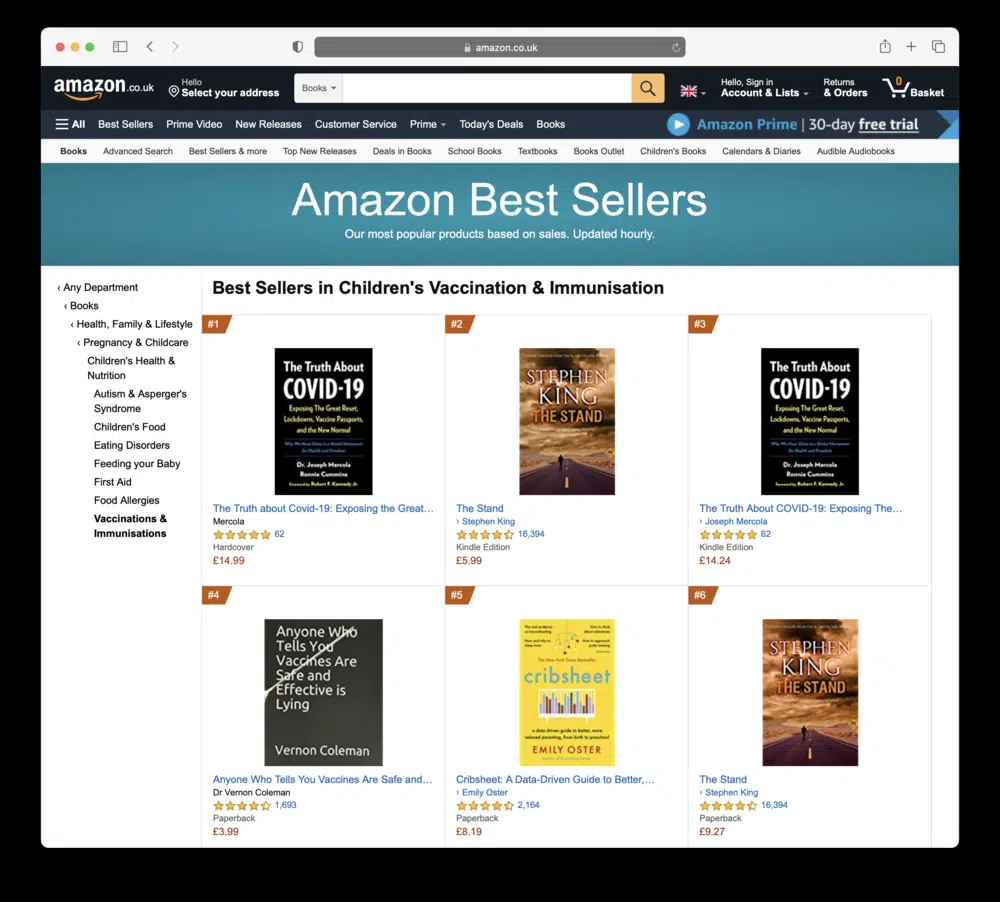 amazon.co.uk
amazon.co.uk
Hello
Select your address
Books
Hello, Sign in
Account & Lists
Returns
& Orders
0
Basket
All
Best Sellers
Prime Video
New Releases
Customer Service
Prime
Today's Deals
Books
Amazon Prime | 30-day free trial
Books
Advanced Search
Best Sellers & more
Top New Releases
Deals in Books
School Books
Textbooks
Books Outlet
Children's Books
Calendars & Diaries
Audible Audiobooks
Amazon Best Sellers
Our most popular products based on sales. Updated hourly.
‹ Any Department
‹ Books
‹ Health, Family & Lifestyle
‹ Pregnancy & Childcare
Children's Health &
Nutrition
Autism & Asperger's
Syndrome
Children's Food
Eating Disorders
Feeding your Baby
First Aid
Food Allergies
Vaccinations &
Immunisations
Best Sellers in Children's Vaccination & Immunisation
#1
The Truth About
COVID-19
Exposing The Great Reset,
Lockdowns, Vaccine Passports,
and the New Normal
Why We Must Unite in a Global Movement
for Health and Freedom
Dr. Joseph Mercola
Ronnie Cummins
Foreword by Robert F. Kennedy Jr.
The Truth about Covid-19: Exposing the Great…
Mercola
62
Hardcover
£14.99
#2
STEPHEN
KING
THE STAND
The Stand
› Stephen King
16,394
Kindle Edition
£5.99
#3
The Truth About
COVID-19
Exposing The Great Reset,
Lockdowns, Vaccine Passports,
and the New Normal
Why We Must Unite in a Global Movement
for Health and Freedom
Dr. Joseph Mercola
Ronnie Cummins
Foreword by Robert F. Kennedy Jr.
The Truth About COVID-19: Exposing The…
› Joseph Mercola
62
Kindle Edition
£14.24
#4
Anyone Who
Tells You
Vaccines Are
Safe and
Effective is
Lying
Vernon Coleman
Anyone Who Tells You Vaccines Are Safe and…
Dr Vernon Coleman
1,693
Paperback
£3.99
#5
The New York Times Bestseller
cribsheet
a data-driven guide to better, more
relaxed parenting, from birth to preschool
EMILY OSTER
Cribsheet: A Data-Driven Guide to Better,…
› Emily Oster
2,164
Paperback
£8.19
#6
STEPHEN
KING
THE STAND
The Stand
› Stephen King
16,394
Paperback
£9.27